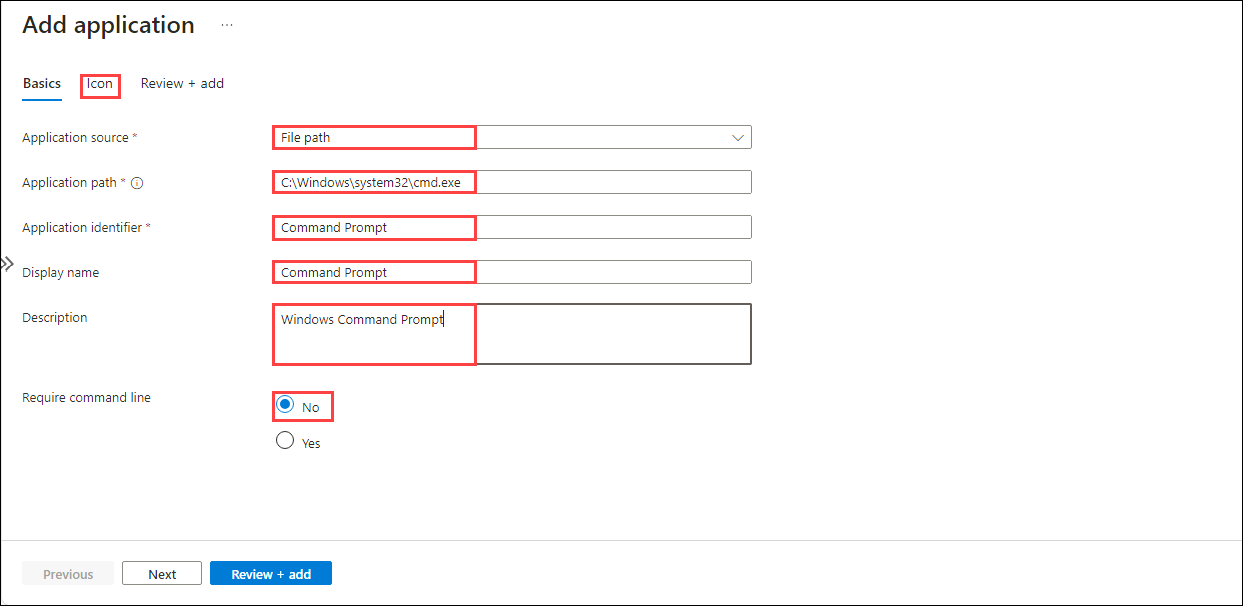 Add application ...
Basics Icon Review + add
Application source * File path
Application path * C:\Windows\system32\cmd.exe
Application identifier * Command Prompt
Display name Command Prompt
Description Windows Command Prompt
Require command line No
Yes
Previous Next Review + add